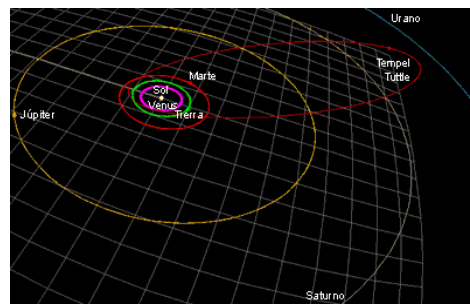 Urano
Tempel
Tuttle
Marte
Sol
Venus
Tierra
Júpiter
Saturno